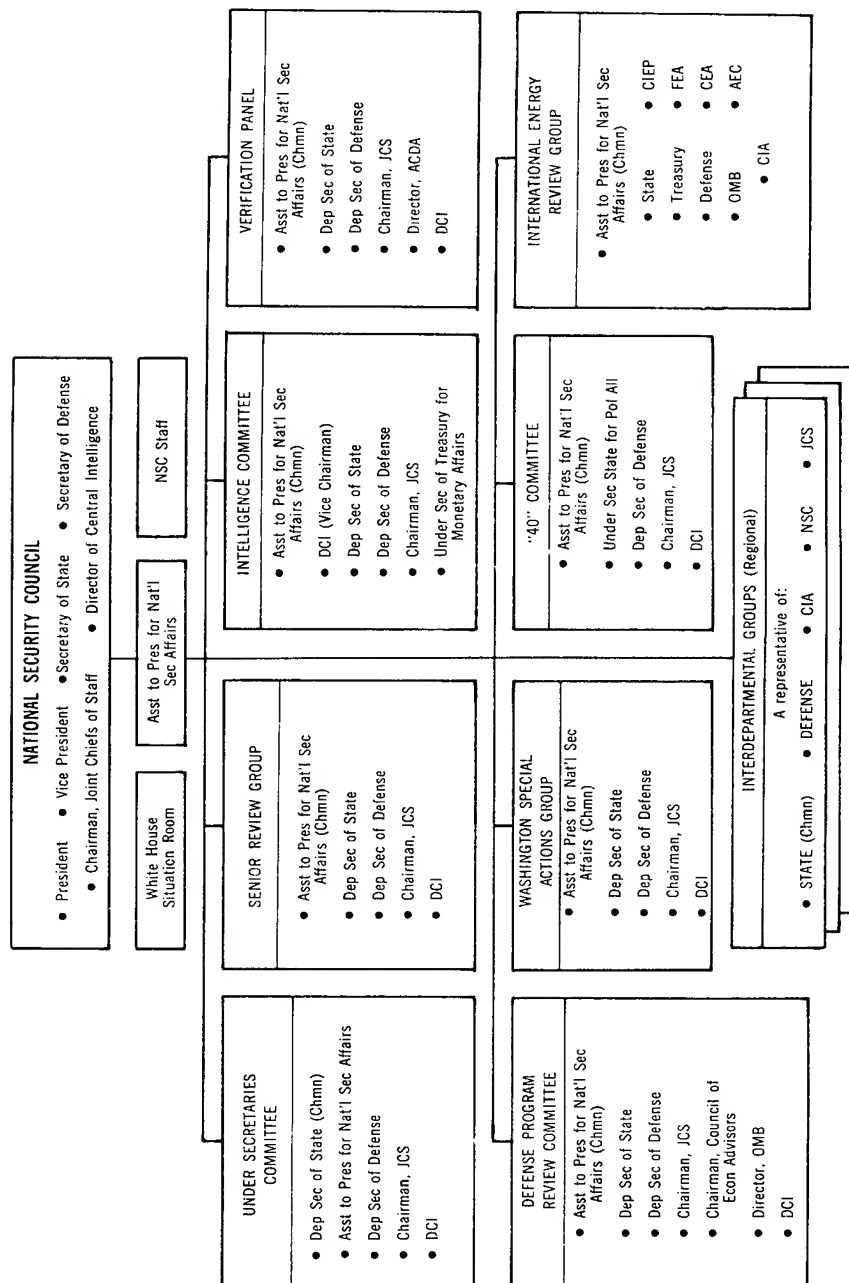 NATIONAL SECURITY COUNCIL
• President • Vice President • Secretary of State • Secretary of Defense
• Chairman, Joint Chiefs of Staff • Director of Central Intelligence
White House
Situation Room
Asst to Pres for Nat'l
Sec Affairs
NSC Staff
UNDER SECRETARIES
COMMITTEE
• Dep Sec of State (Chmn)
• Asst to Pres for Nat'l Sec Affairs
• Dep Sec of Defense
• Chairman, JCS
• DCI
SENIOR REVIEW GROUP
• Asst to Pres for Nat'l Sec
Affairs (Chmn)
• Dep Sec of State
• Dep Sec of Defense
• Chairman, JCS
• DCI
INTELLIGENCE COMMITTEE
• Asst to Pres for Nat'l Sec
Affairs (Chmn)
• DCI (Vice Chairman)
• Dep Sec of State
• Dep Sec of Defense
• Chairman, JCS
• Under Sec of Treasury for
Monetary Affairs
VERIFICATION PANEL
• Asst to Pres for Nat'l Sec
Affairs (Chmn)
• Dep Sec of State
• Dep Sec of Defense
• Chairman, JCS
• Director, ACDA
• DCI
DEFENSE PROGRAM
REVIEW COMMITTEE
• Asst to Pres for Nat'l Sec
Affairs (Chmn)
• Dep Sec of State
• Dep Sec of Defense
• Chairman, JCS
• Chairman, Council of
Econ Advisors
• Director, OMB
• DCI
WASHINGTON SPECIAL
ACTIONS GROUP
• Asst to Pres for Nat'l Sec
Affairs (Chmn)
• Dep Sec of State
• Dep Sec of Defense
• Chairman, JCS
• DCI
"40" COMMITTEE
• Asst to Pres for Nat'l Sec
Affairs (Chmn)
• Under Sec State for Pol All
• Dep Sec of Defense
• Chairman, JCS
• DCI
INTERNATIONAL ENERGY
REVIEW GROUP
• Asst to Pres for Nat'l Sec
Affairs (Chmn)
• State • CIEP
• Treasury • FEA
• Defense • CEA
• OMB • AEC
• CIA
INTERDEPARTMENTAL GROUPS (Regional)
A representative of:
• STATE (Chmn) • DEFENSE • CIA • NSC • JCS